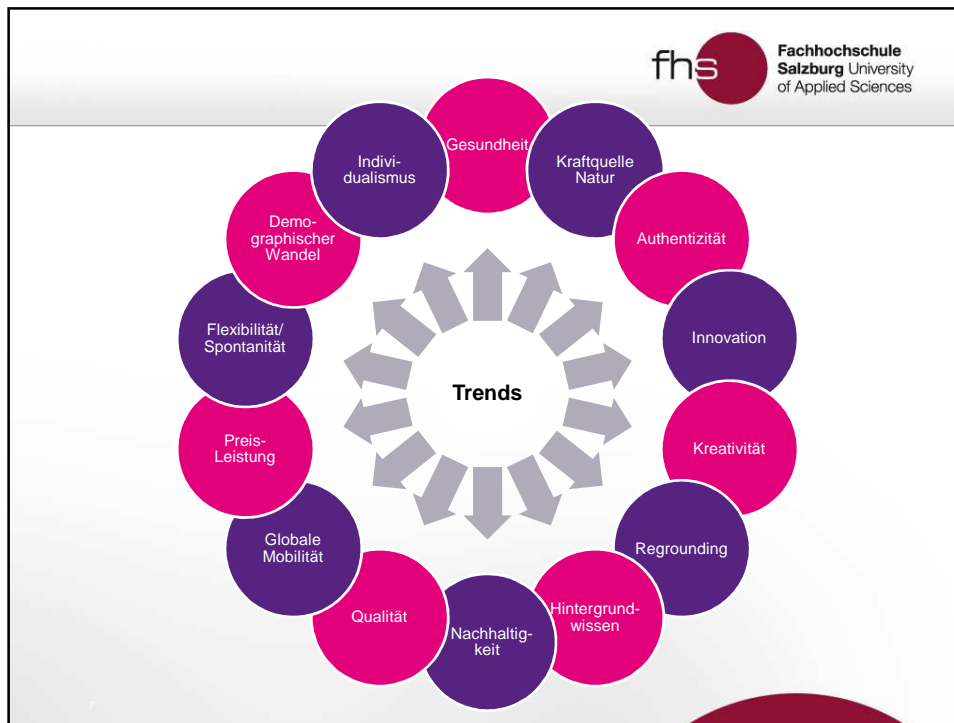 fhs
Fachhochschule
Salzburg University
of Applied Sciences
Gesundheit
Kraftquelle
Natur
Authentizität
Innovation
Kreativität
Regrounding
Hintergrund-
wissen
Nachhaltig-
keit
Qualität
Globale
Mobilität
Preis-
Leistung
Flexibilität/
Spontanität
Demo-
graphischer
Wandel
Indivi-
dualismus
Trends
7